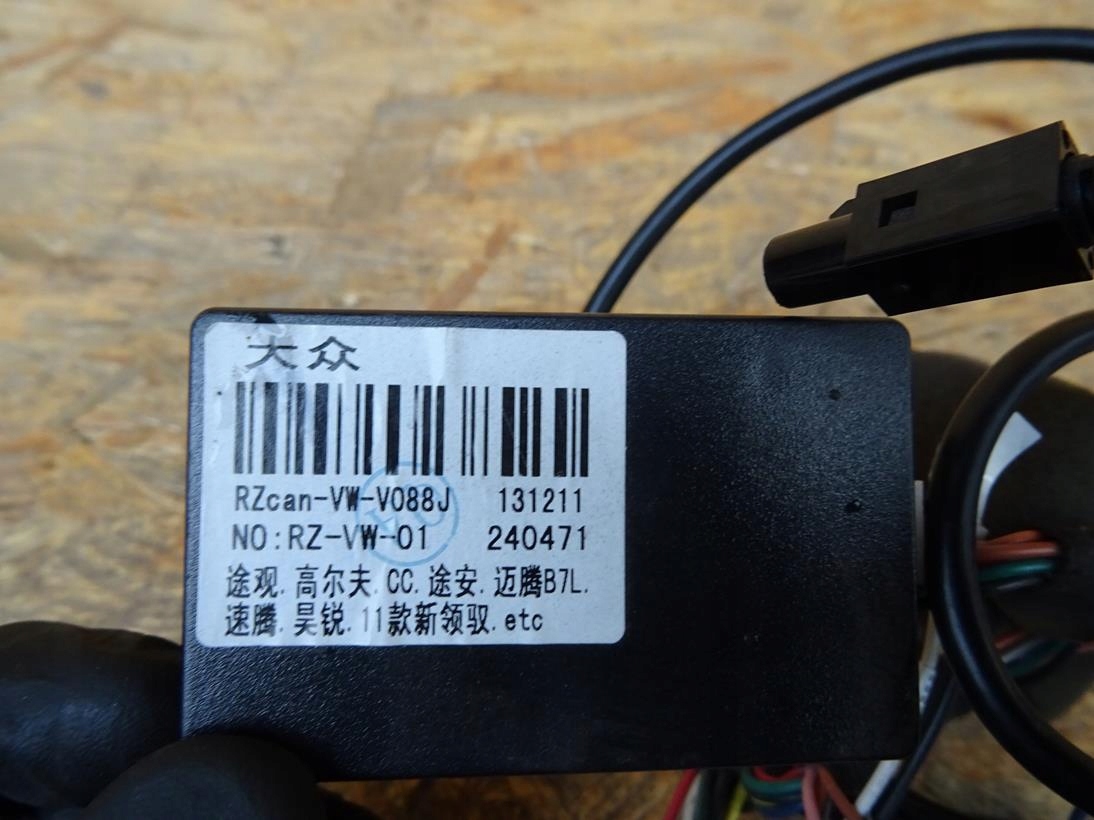 大众
RZcan-VW-V088J 131211
NO:RZ-VW-01 240471
途观.高尔夫.CC.途安.迈腾B7L.
速腾.昊锐.11款新领驭.etc